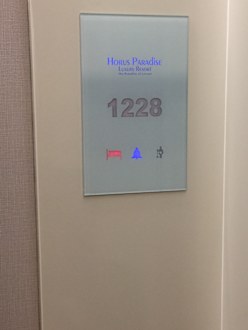 HORUS PARADISE
LUXURY RESORT
1228